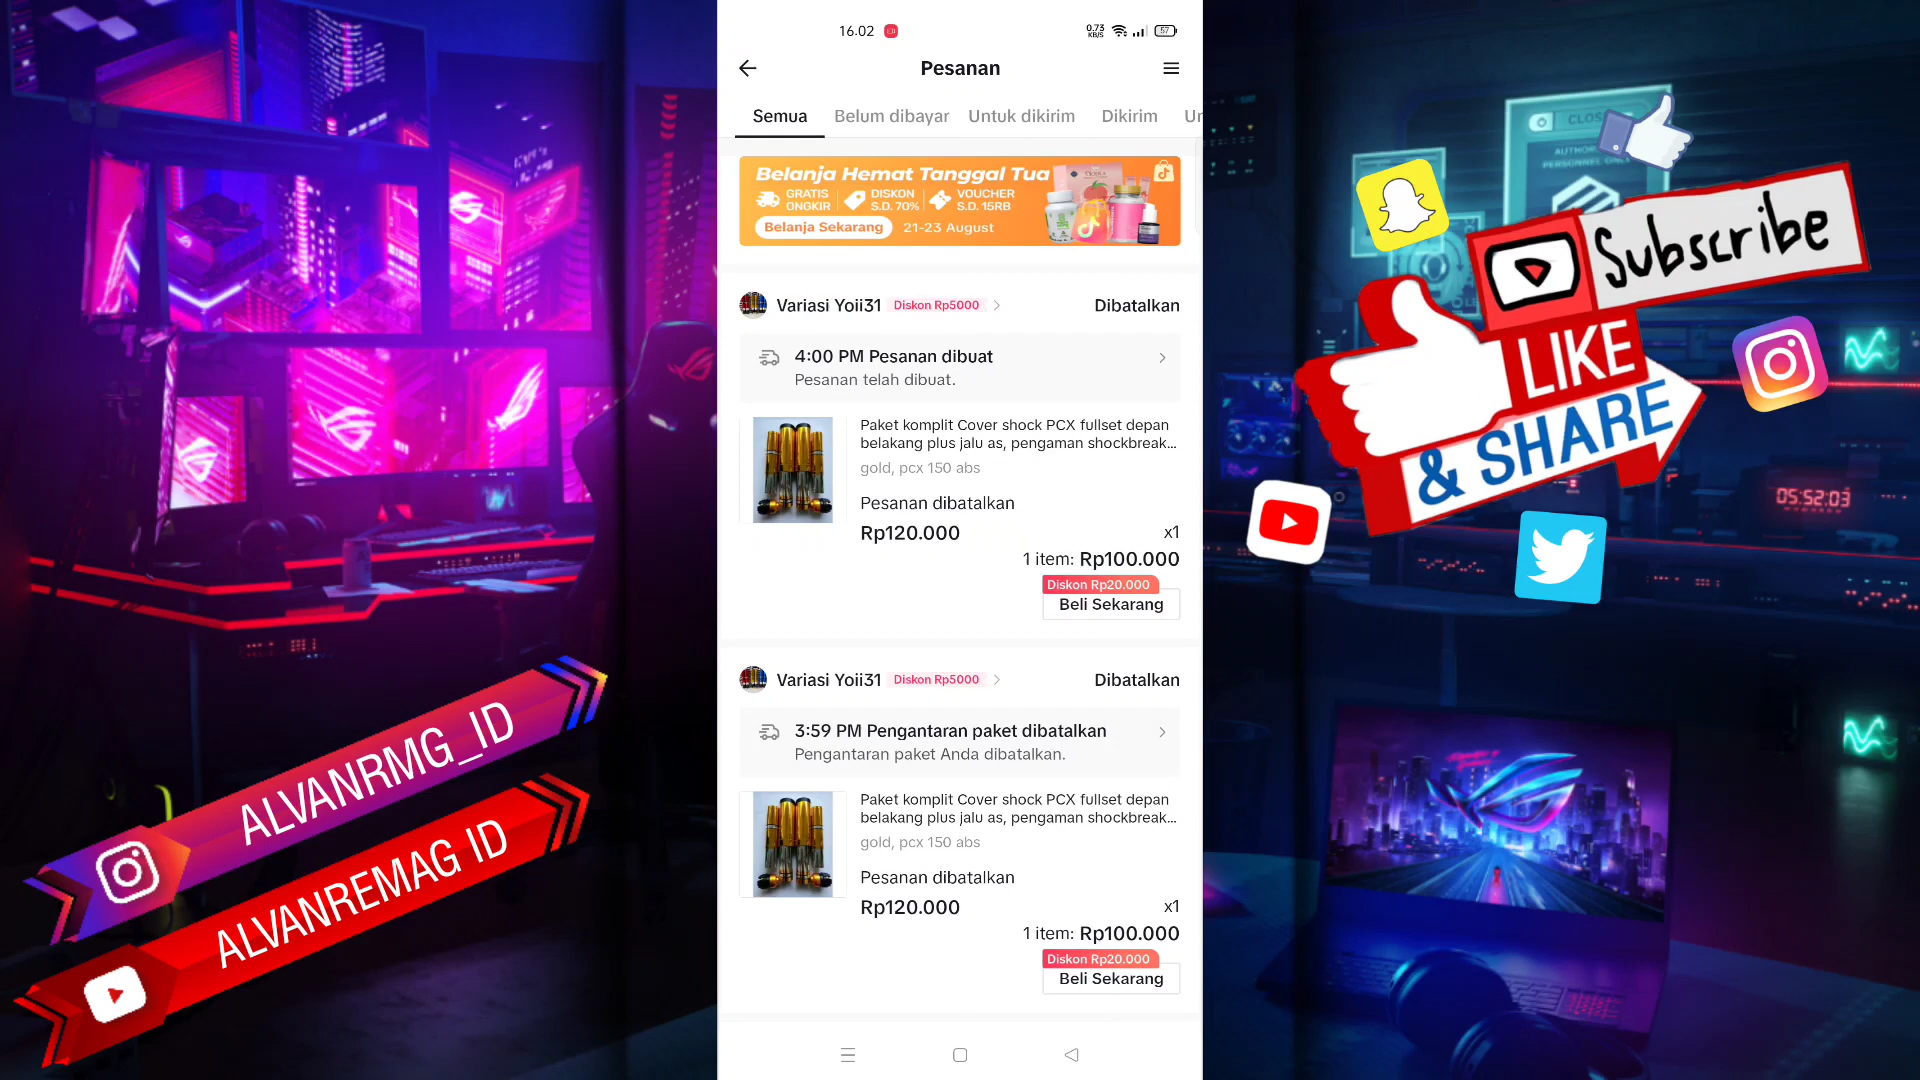 16.02
0.73
KB/S
57
Pesanan
Semua
Belum dibayar
Untuk dikirim
Dikirim
Ur
Belanja Hemat Tanggal Tua
GRATIS ONGKIR
DISKON S.D. 70%
VOUCHER S.D. 15RB
Belanja Sekarang
21-23 August
Variasi Yoii31
Diskon Rp5000
Dibatalkan
4:00 PM Pesanan dibuat
Pesanan telah dibuat.
Paket komplit Cover shock PCX fullset depan
belakang plus jalu as, pengaman shockbreak...
gold, pcx 150 abs
Pesanan dibatalkan
Rp120.000
x1
1 item: Rp100.000
Diskon Rp20.000
Beli Sekarang
Variasi Yoii31
Diskon Rp5000
Dibatalkan
3:59 PM Pengantaran paket dibatalkan
Pengantaran paket Anda dibatalkan.
Paket komplit Cover shock PCX fullset depan
belakang plus jalu as, pengaman shockbreak...
gold, pcx 150 abs
Pesanan dibatalkan
Rp120.000
x1
1 item: Rp100.000
Diskon Rp20.000
Beli Sekarang
ALVANRMG_ID
ALVANREMAG ID
Subscribe
LIKE
& SHARE
05:52:03